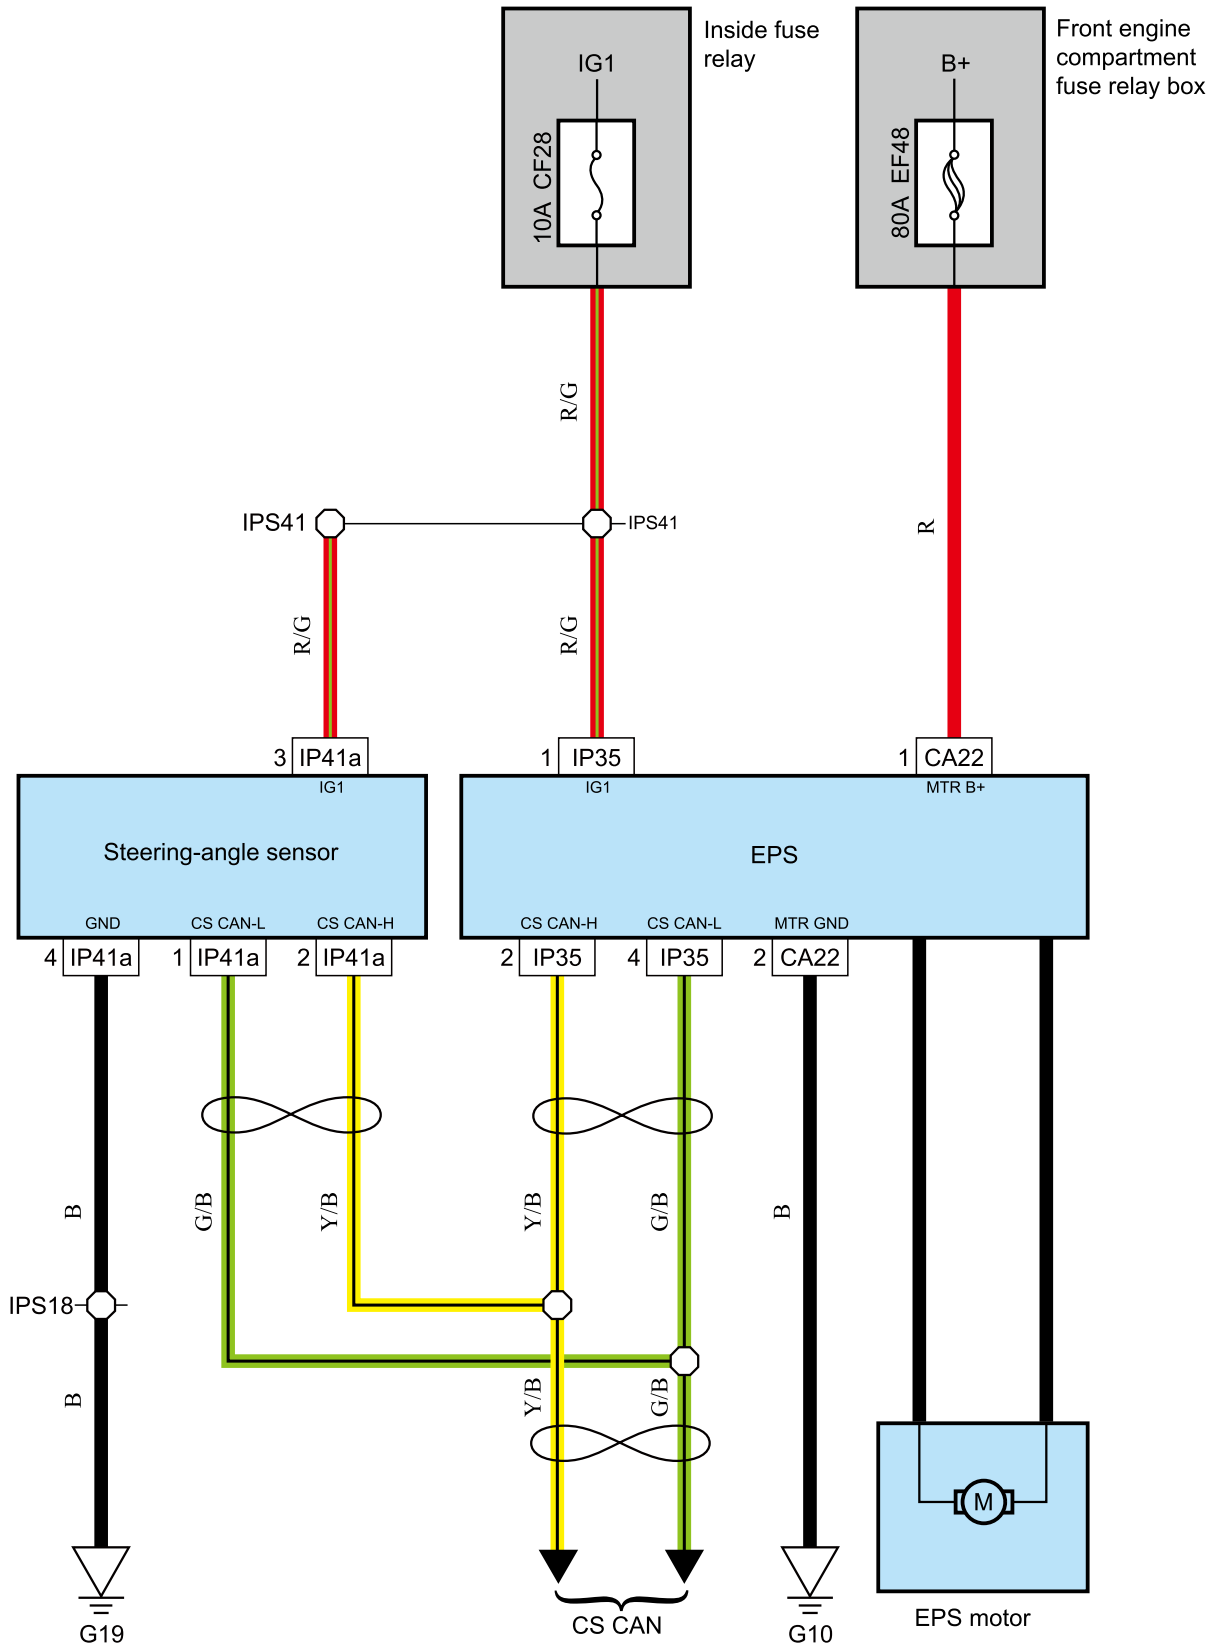 Inside fuse
relay
Front engine
compartment
fuse relay box
IG1
B+
10A CF28
80A EF48
R/G
R
IPS41
IPS41
R/G
R/G
3 IP41a
1 IP35
1 CA22
IG1
IG1
MTR B+
Steering-angle sensor
EPS
GND
CS CAN-L
CS CAN-H
CS CAN-H
CS CAN-L
MTR GND
4 IP41a
1 IP41a
2 IP41a
2 IP35
4 IP35
2 CA22
B
G/B
Y/B
Y/B
G/B
B
IPS18
B
Y/B
G/B
M
G19
CS CAN
G10
EPS motor